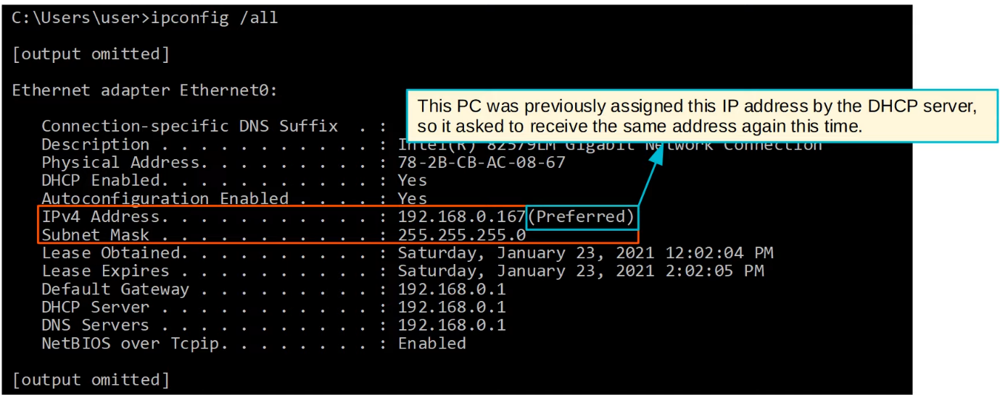 C:\Users\user>ipconfig /all
[output omitted]
Ethernet adapter Ethernet0:
This PC was previously assigned this IP address by the DHCP server,
so it asked to receive the same address again this time.
Connection-specific DNS Suffix . :
Description . . . . . . . . . . . : Intel(R) 82579LM Gigabit Network Connection
Physical Address. . . . . . . . . : 78-2B-CB-AC-08-67
DHCP Enabled. . . . . . . . . . . : Yes
Autoconfiguration Enabled . . . . : Yes
IPv4 Address. . . . . . . . . . . : 192.168.0.167(Preferred)
Subnet Mask . . . . . . . . . . . : 255.255.255.0
Lease Obtained. . . . . . . . . . : Saturday, January 23, 2021 12:02:04 PM
Lease Expires . . . . . . . . . . : Saturday, January 23, 2021 2:02:05 PM
Default Gateway . . . . . . . . . : 192.168.0.1
DHCP Server . . . . . . . . . . . : 192.168.0.1
DNS Servers . . . . . . . . . . . : 192.168.0.1
NetBIOS over Tcpip. . . . . . . . : Enabled
[output omitted]